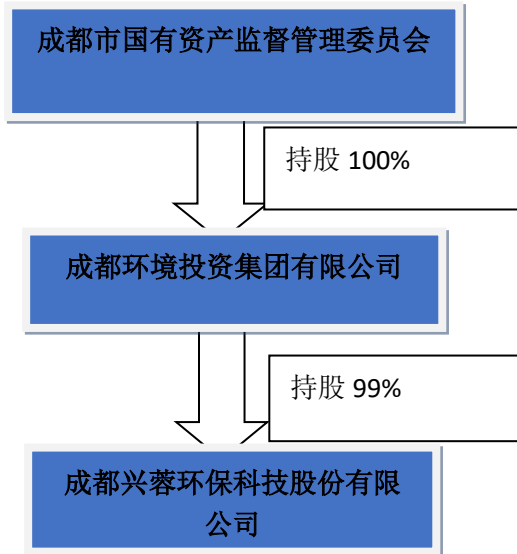 成都市国有资产监督管理委员会
持股 100%
成都环境投资集团有限公司
持股 99%
成都兴蓉环保科技股份有限
公司